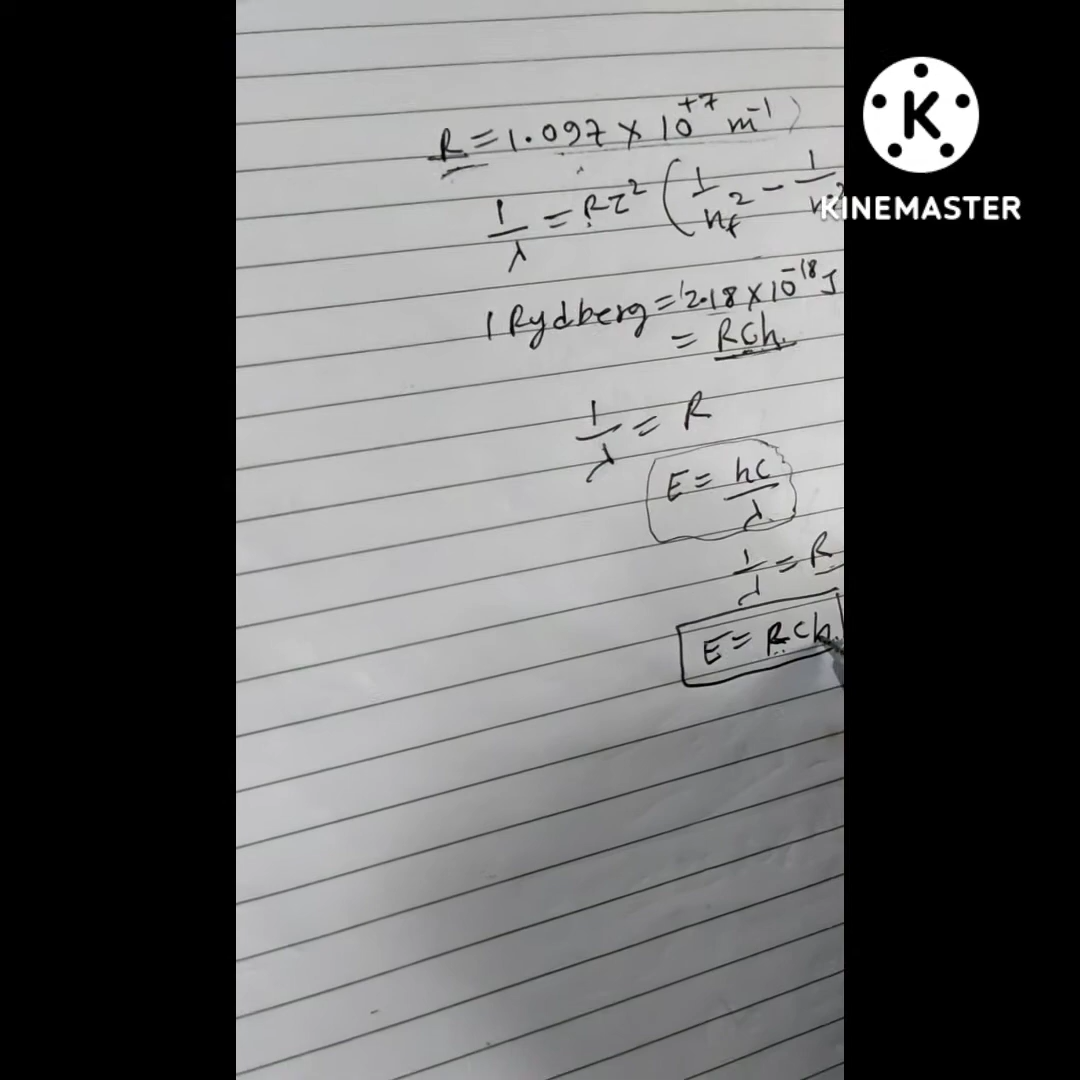 R = 1.097 × 10⁺⁷ m⁻¹)
1/λ = RZ² (1/n_f² - 1/
KINEMASTER
1 Rydberg = 2.18 × 10⁻¹⁸ J
= RCh.
1/λ = R
E = hc/λ
1/λ = R
E = RCh.